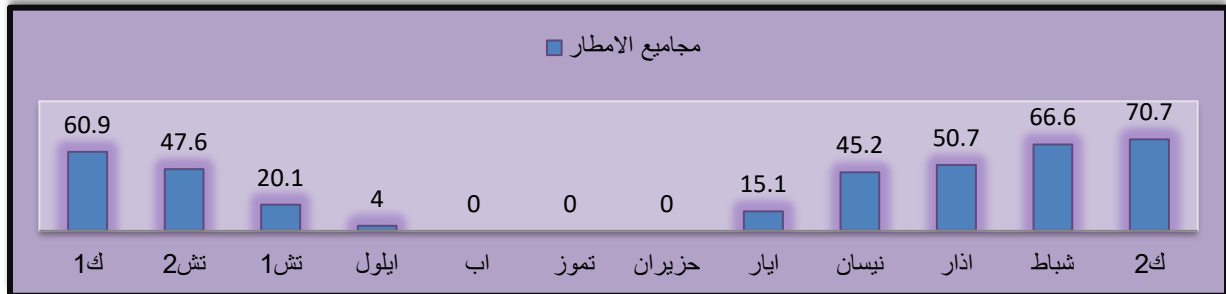 مجاميع الامطار
70.7 66.6 50.7 45.2 15.1 0 0 0 4 20.1 47.6 60.9
ك2 شباط اذار نيسان ايار حزيران تموز اب ايلول تش1 تش2 ك1